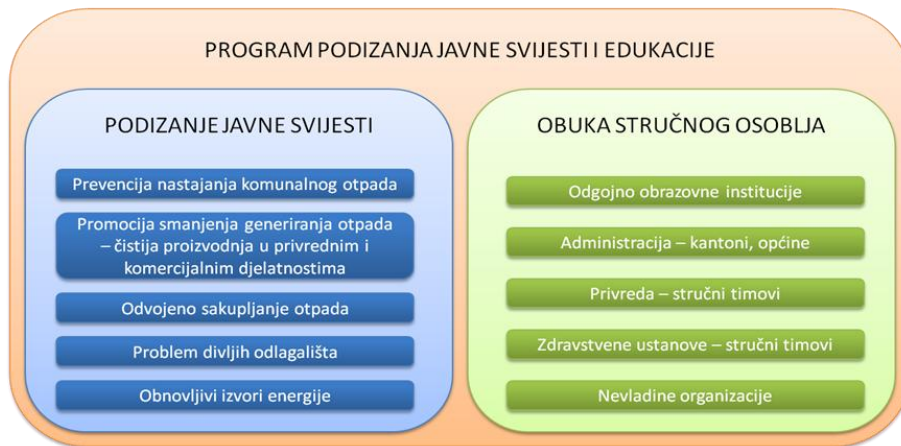 PROGRAM PODIZANJA JAVNE SVIJESTI I EDUKACIJE
PODIZANJE JAVNE SVIJESTI
Prevencija nastajanja komunalnog otpada
Promocija smanjenja generiranja otpada
– čistija proizvodnja u privrednim i
komercijalnim djelatnostima
Odvojeno sakupljanje otpada
Problem divljih odlagališta
Obnovljivi izvori energije
OBUKA STRUČNOG OSOBLJA
Odgojno obrazovne institucije
Administracija – kantoni, općine
Privreda – stručni timovi
Zdravstvene ustanove – stručni timovi
Nevladine organizacije